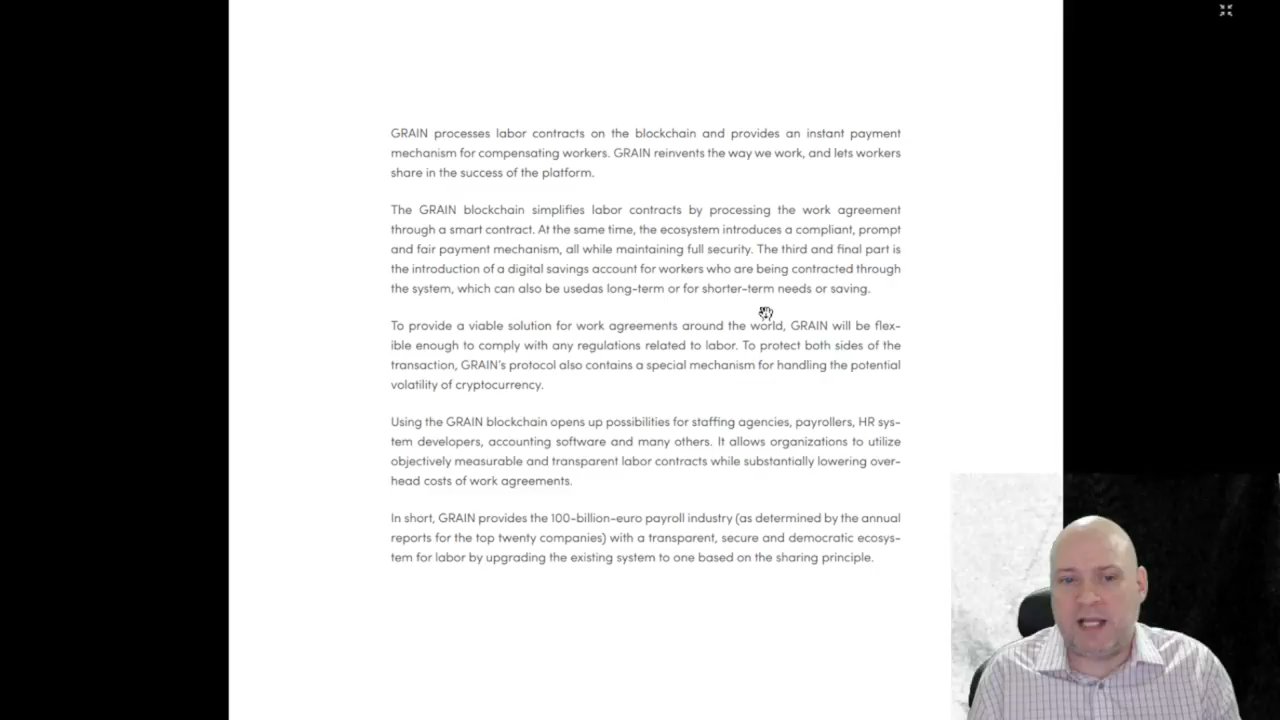 GRAIN processes labor contracts on the blockchain and provides an instant payment
mechanism for compensating workers. GRAIN reinvents the way we work, and lets workers
share in the success of the platform.
The GRAIN blockchain simplifies labor contracts by processing the work agreement
through a smart contract. At the same time, the ecosystem introduces a compliant, prompt
and fair payment mechanism, all while maintaining full security. The third and final part is
the introduction of a digital savings account for workers who are being contracted through
the system, which can also be usedas long-term or for shorter-term needs or saving.
To provide a viable solution for work agreements around the world, GRAIN will be flex-
ible enough to comply with any regulations related to labor. To protect both sides of the
transaction, GRAIN's protocol also contains a special mechanism for handling the potential
volatility of cryptocurrency.
Using the GRAIN blockchain opens up possibilities for staffing agencies, payrollers, HR sys-
tem developers, accounting software and many others. It allows organizations to utilize
objectively measurable and transparent labor contracts while substantially lowering over-
head costs of work agreements.
In short, GRAIN provides the 100-billion-euro payroll industry (as determined by the annual
reports for the top twenty companies) with a transparent, secure and democratic ecosys-
tem for labor by upgrading the existing system to one based on the sharing principle.